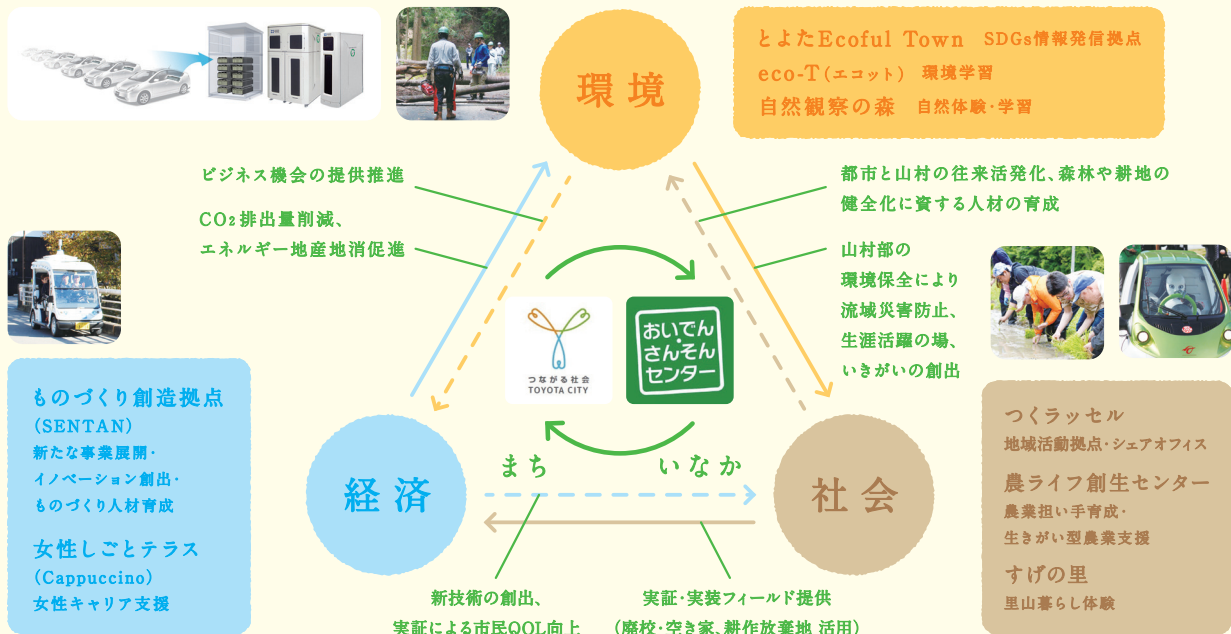 環境
とよたEcoful Town　SDGs情報発信拠点
eco-T(エコット)　環境学習
自然観察の森　自然体験・学習
ビジネス機会の提供推進
CO2排出量削減、
エネルギー地産地消促進
都市と山村の往来活発化、森林や耕地の
健全化に資する人材の育成
山村部の
環境保全により
流域災害防止、
生涯活躍の場、
いきがいの創出
つながる社会
TOYOTA CITY
おいでん
・
さんそん
センター
まち
いなか
経済
社会
ものづくり創造拠点
(SENTAN)
新たな事業展開・
イノベーション創出・
ものづくり人材育成
女性しごとテラス
(Cappuccino)
女性キャリア支援
つくラッセル
地域活動拠点・シェアオフィス
農ライフ創生センター
農業担い手育成・
生きがい型農業支援
すげの里
里山暮らし体験
新技術の創出、
実証による市民QOL向上
実証・実装フィールド提供
(廃校・空き家、耕作放棄地 活用)